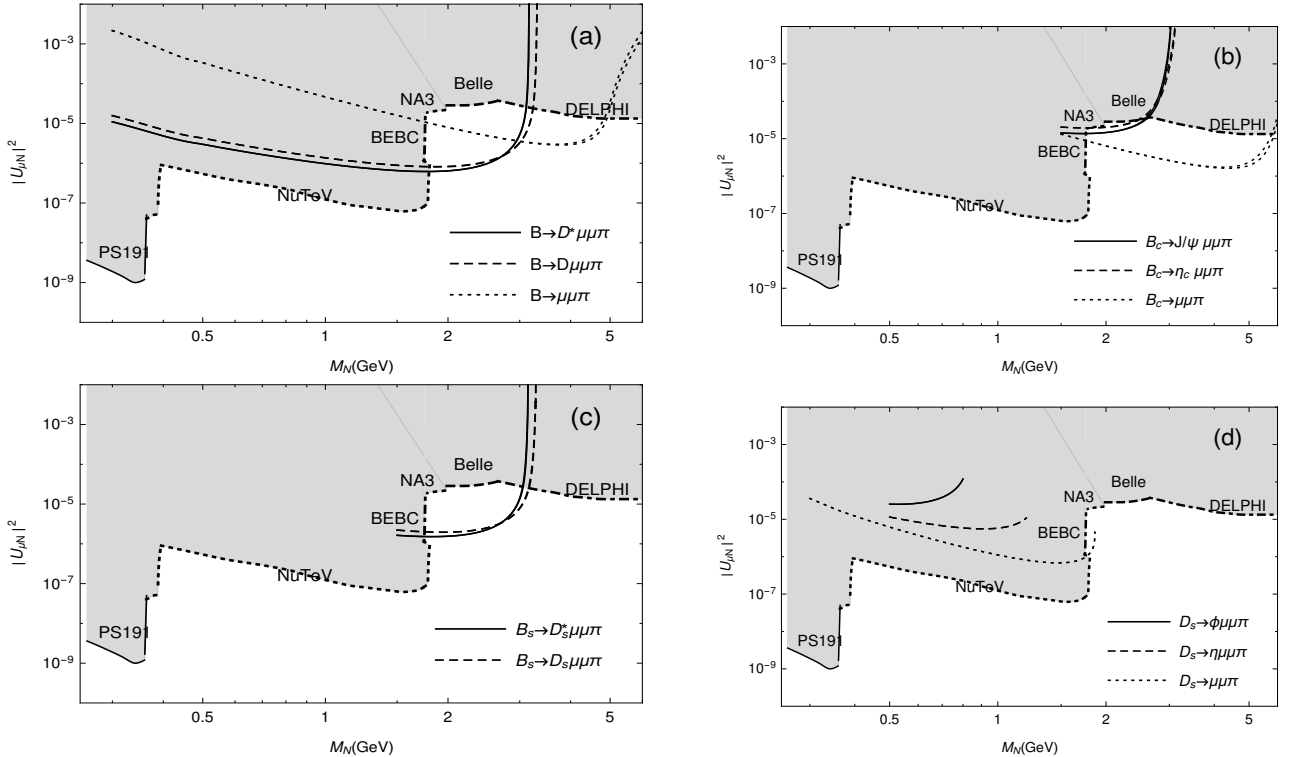 (a)
10⁻³
Belle
NA3
DELPHI
10⁻⁵
BEBC
|U_μN|²
10⁻⁷
NuTeV
B→D*μμπ
PS191
B→Dμμπ
10⁻⁹
B→μμπ
0.5 1 2 5
M_N(GeV)
(b)
10⁻³
Belle
NA3
DELPHI
10⁻⁵
BEBC
|U_μN|²
10⁻⁷
NuTeV
B_c→J/ψ μμπ
PS191
B_c→η_c μμπ
10⁻⁹
B_c→μμπ
0.5 1 2 5
M_N(GeV)
(c)
10⁻³
Belle
NA3
DELPHI
10⁻⁵
BEBC
|U_μN|²
10⁻⁷
NuTeV
PS191
B_s→D_s*μμπ
B_s→D_sμμπ
10⁻⁹
0.5 1 2 5
M_N(GeV)
(d)
10⁻³
Belle
NA3
DELPHI
10⁻⁵
BEBC
|U_μN|²
10⁻⁷
NuTeV
D_s→ϕμμπ
PS191
D_s→ημμπ
10⁻⁹
D_s→μμπ
0.5 1 2 5
M_N(GeV)